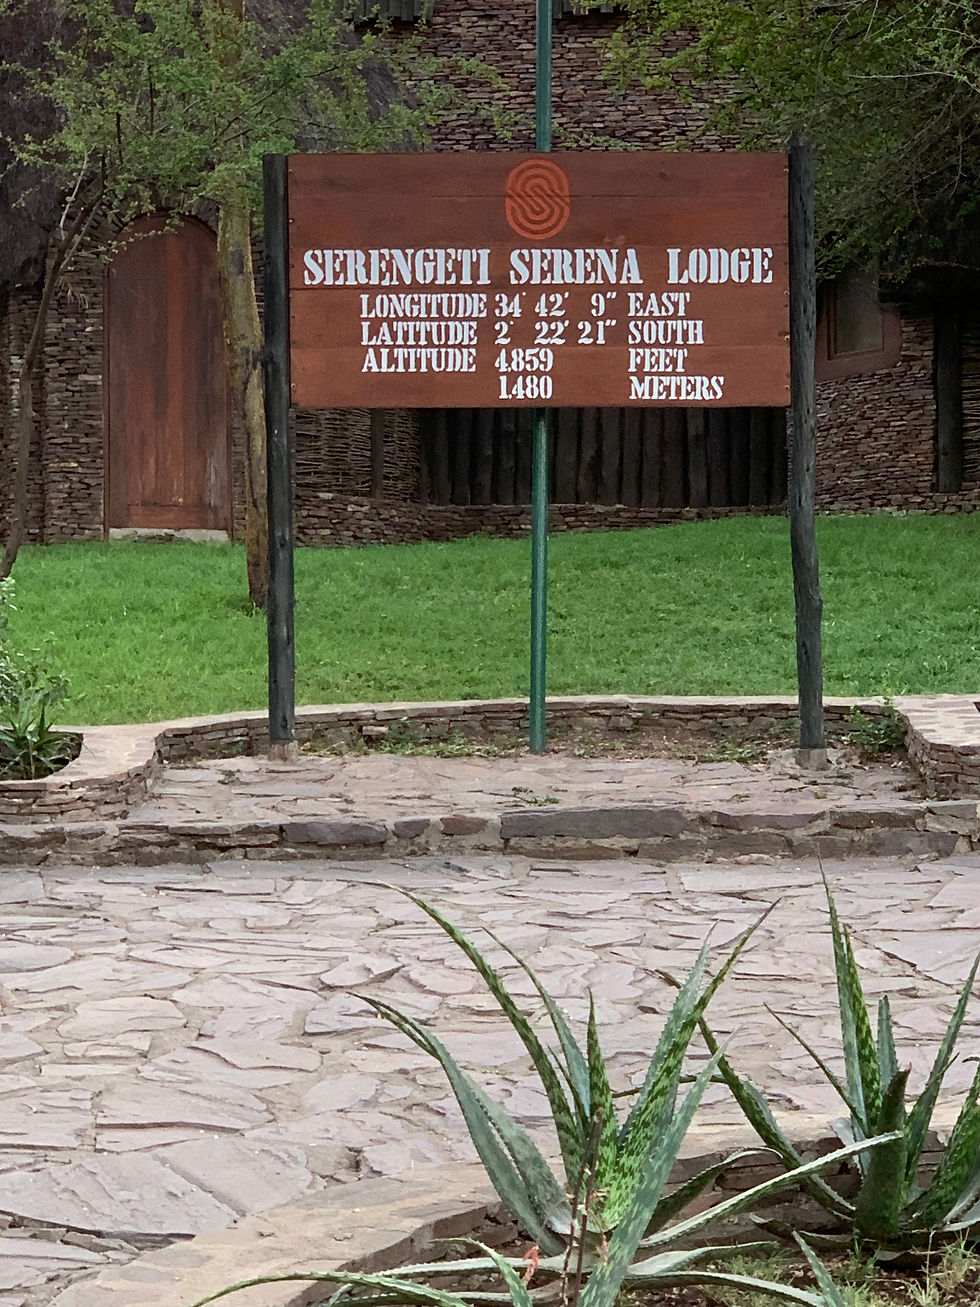 SERENGETI SERENA LODGE
LONGITUDE 34° 42' 9" EAST
LATITUDE 2° 22' 21" SOUTH
ALTITUDE 4.859 FEET
1.480 METERS